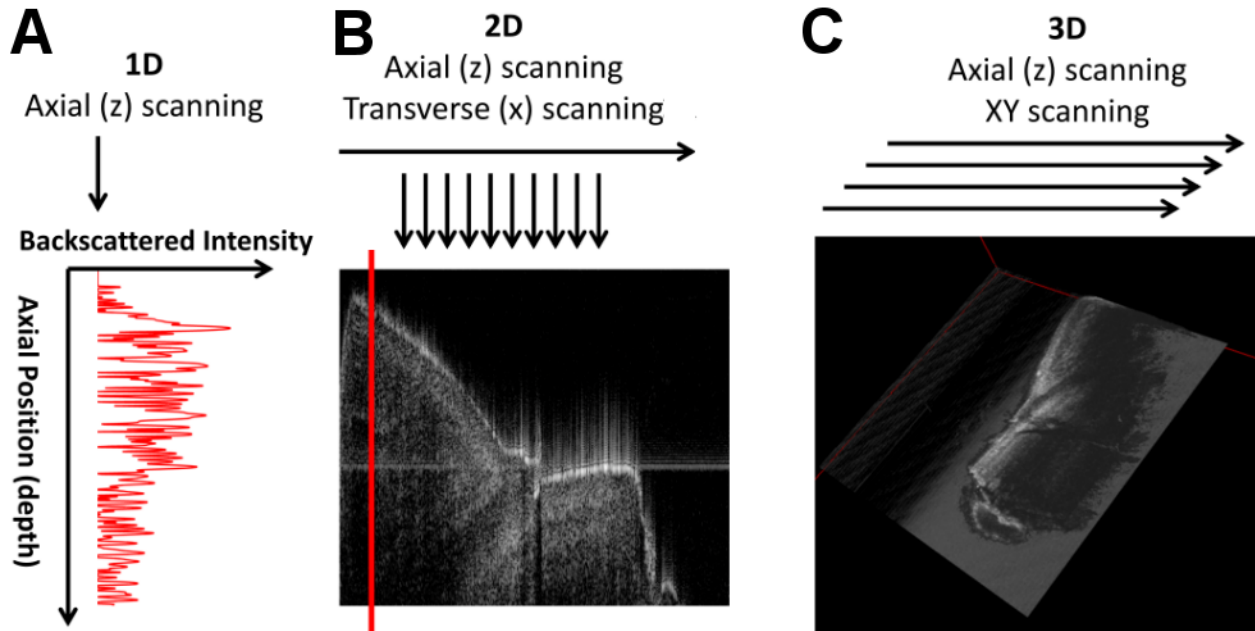 A
1D
Axial (z) scanning
Backscattered Intensity
Axial Position (depth)
B
2D
Axial (z) scanning
Transverse (x) scanning
C
3D
Axial (z) scanning
XY scanning